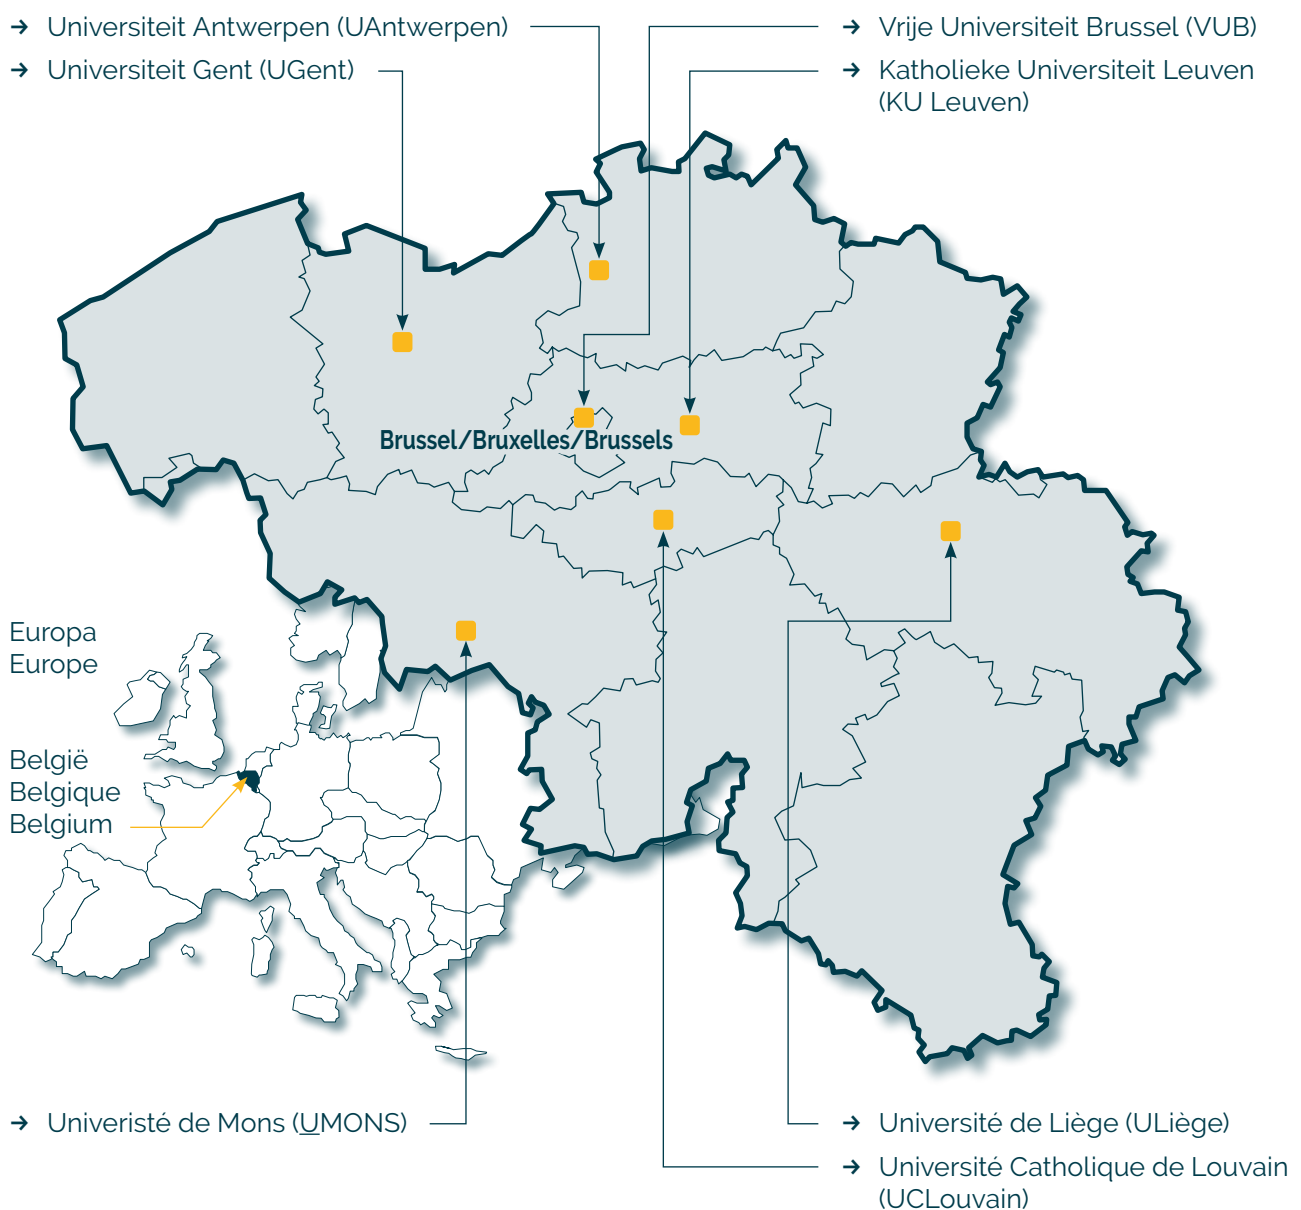 → Universiteit Antwerpen (UAntwerpen)
→ Universiteit Gent (UGent)
→ Vrije Universiteit Brussel (VUB)
→ Katholieke Universiteit Leuven
(KU Leuven)
Brussel/Bruxelles/Brussels
Europa
Europe
België
Belgique
Belgium
→ Univeristé de Mons (UMONS)
→ Université de Liège (ULiège)
→ Université Catholique de Louvain
(UCLouvain)